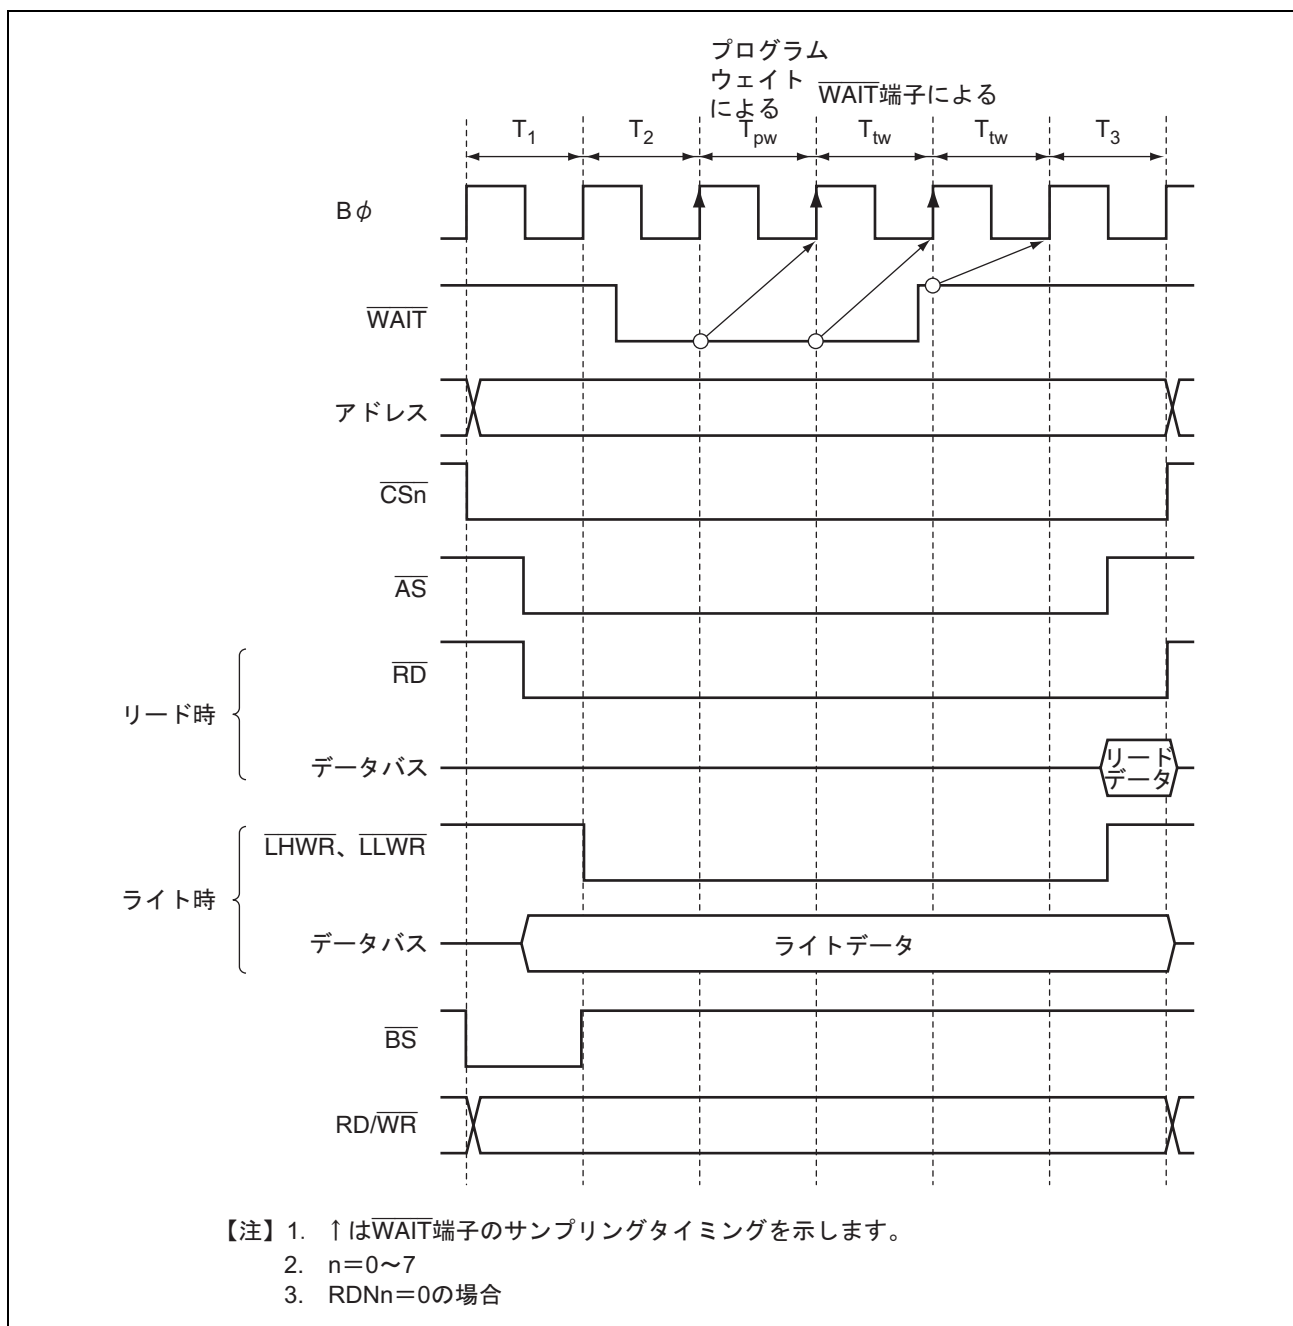 プログラム
ウェイト
による
WAIT端子による
T1 T2 Tpw Ttw Ttw T3
Bφ
WAIT
アドレス
CSn
AS
RD
リード時
データバス
リード
データ
LHWR、LLWR
ライト時
データバス
ライトデータ
BS
RD/WR
【注】1. ↑はWAIT端子のサンプリングタイミングを示します。
2. n=0～7
3. RDNn=0の場合